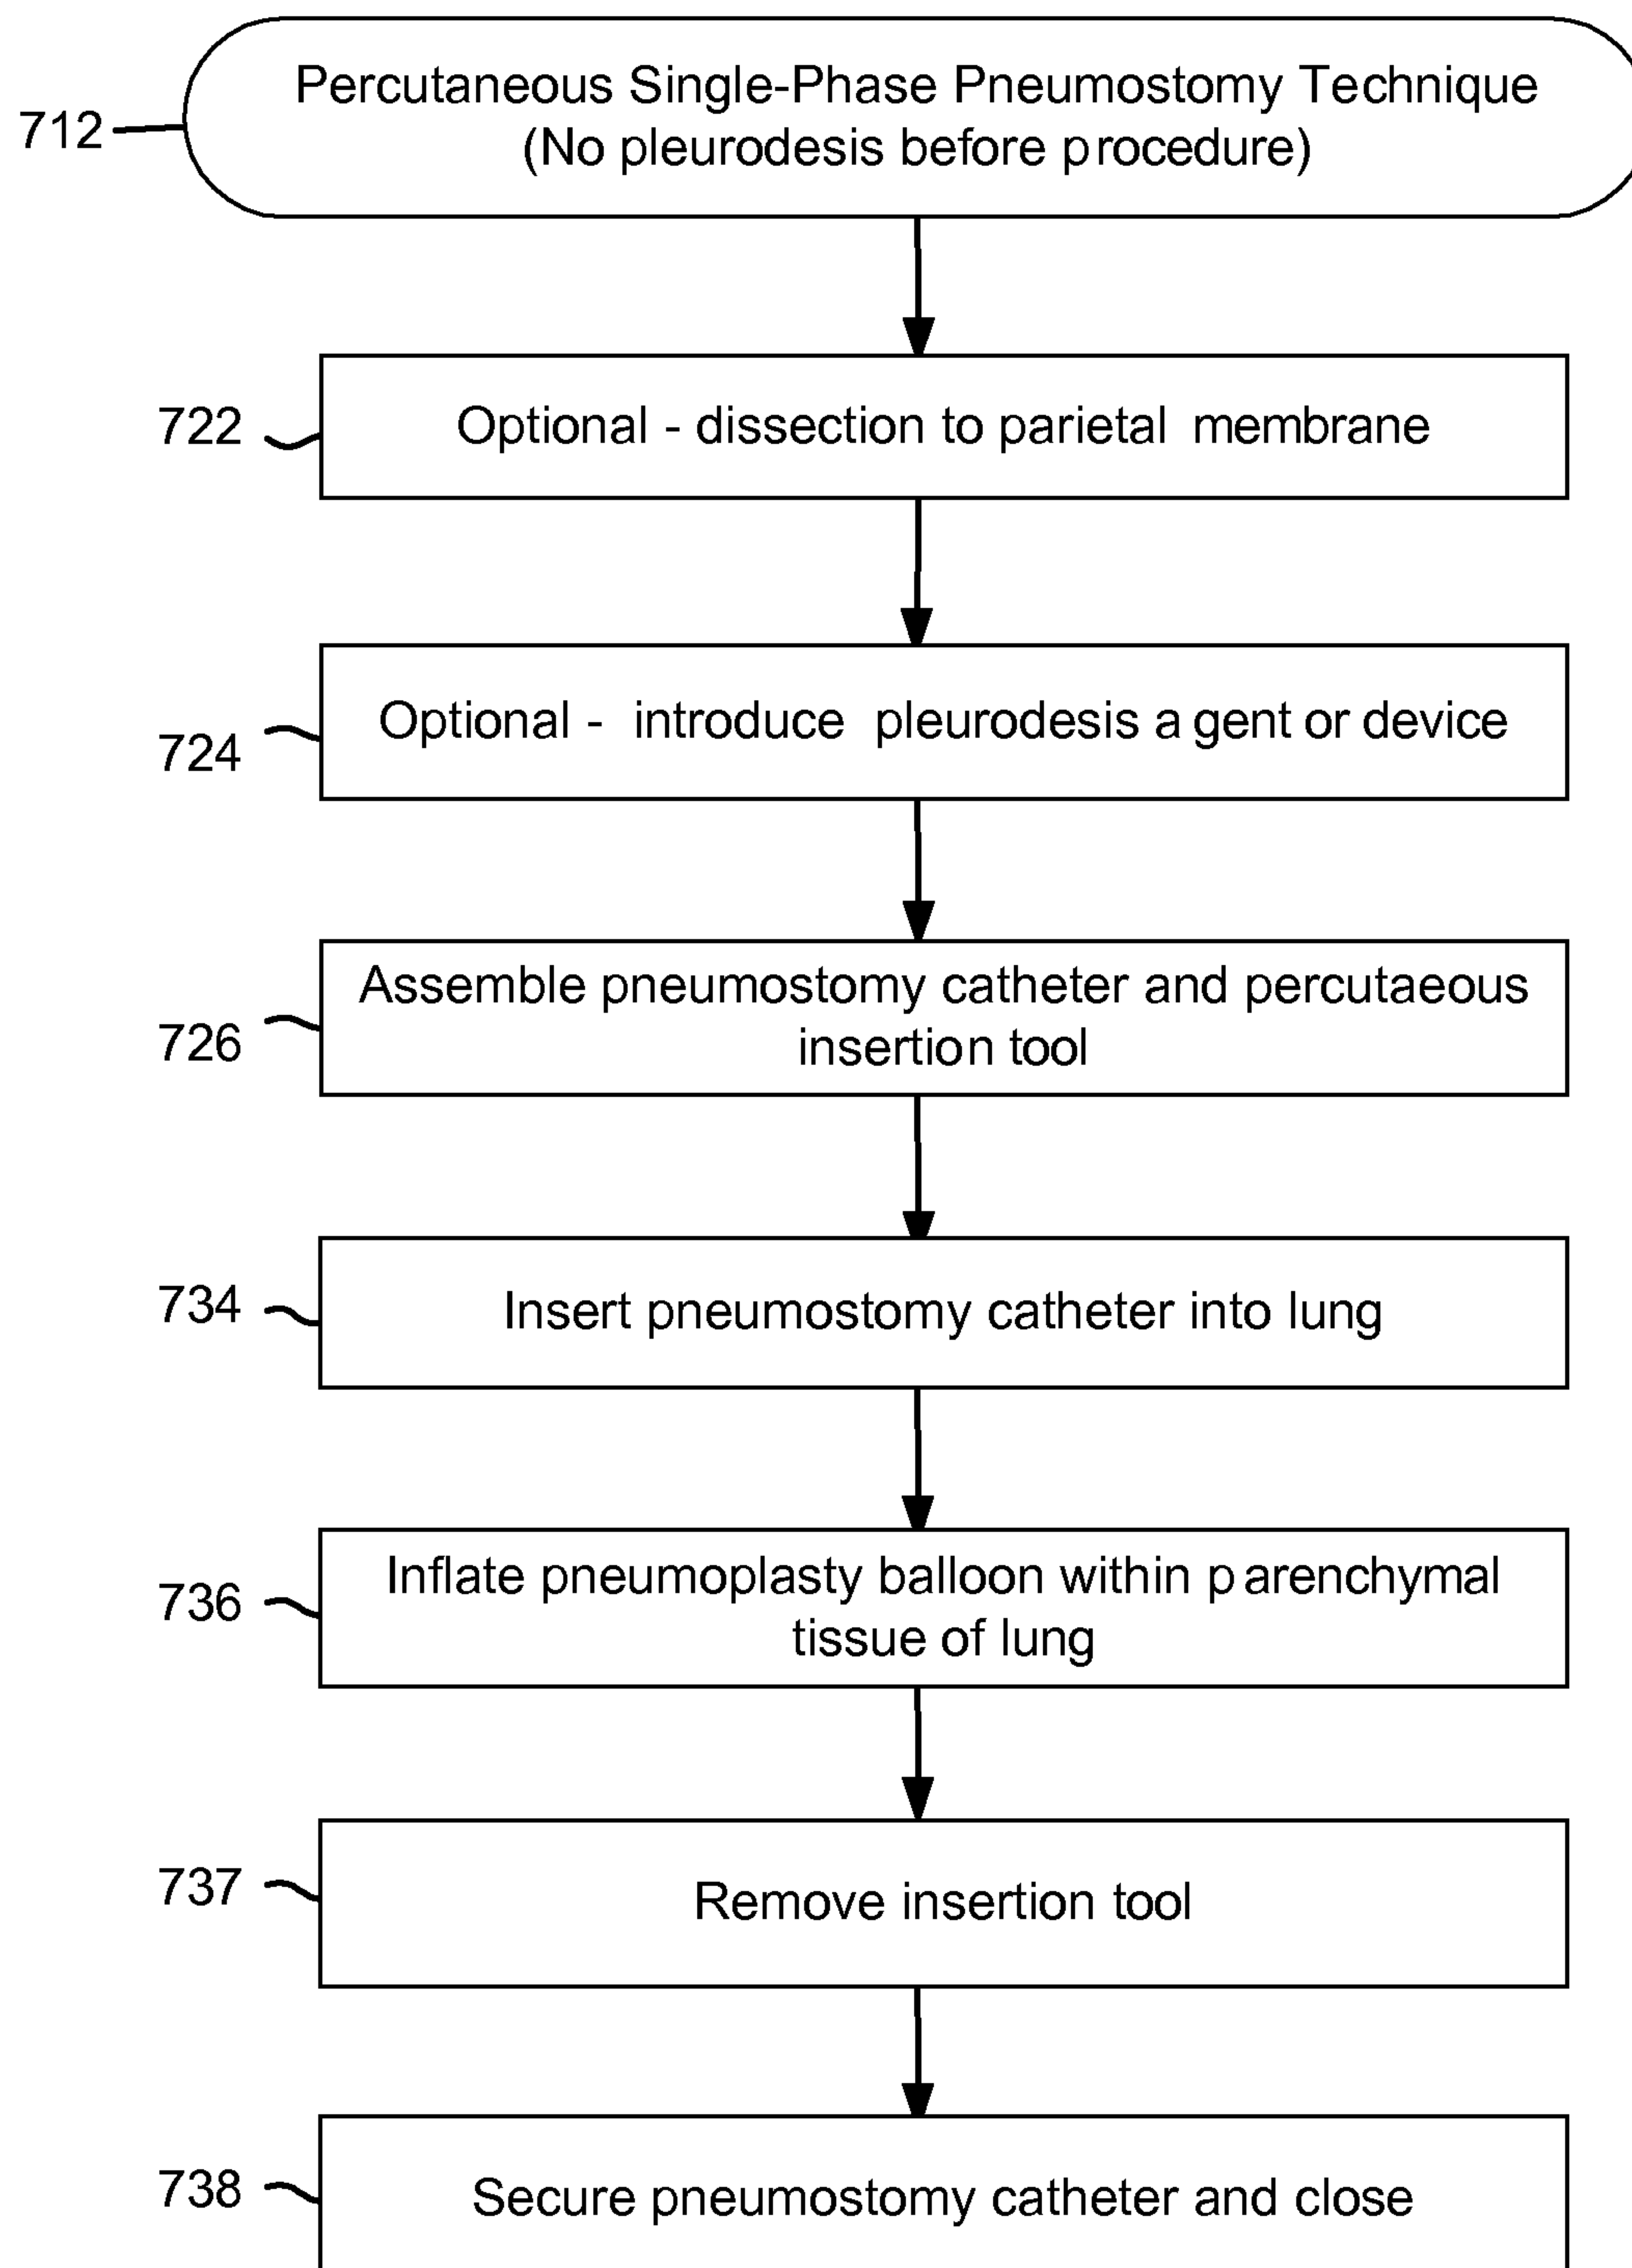 Percutaneous Single-Phase Pneumostomy Technique
(No pleurodesis before procedure)
712
722
Optional - dissection to parietal membrane
724
Optional - introduce pleurodesis agent or device
726
Assemble pneumostomy catheter and percutaeous
insertion tool
734
Insert pneumostomy catheter into lung
736
Inflate pneumoplasty balloon within parenchymal
tissue of lung
737
Remove insertion tool
738
Secure pneumostomy catheter and close